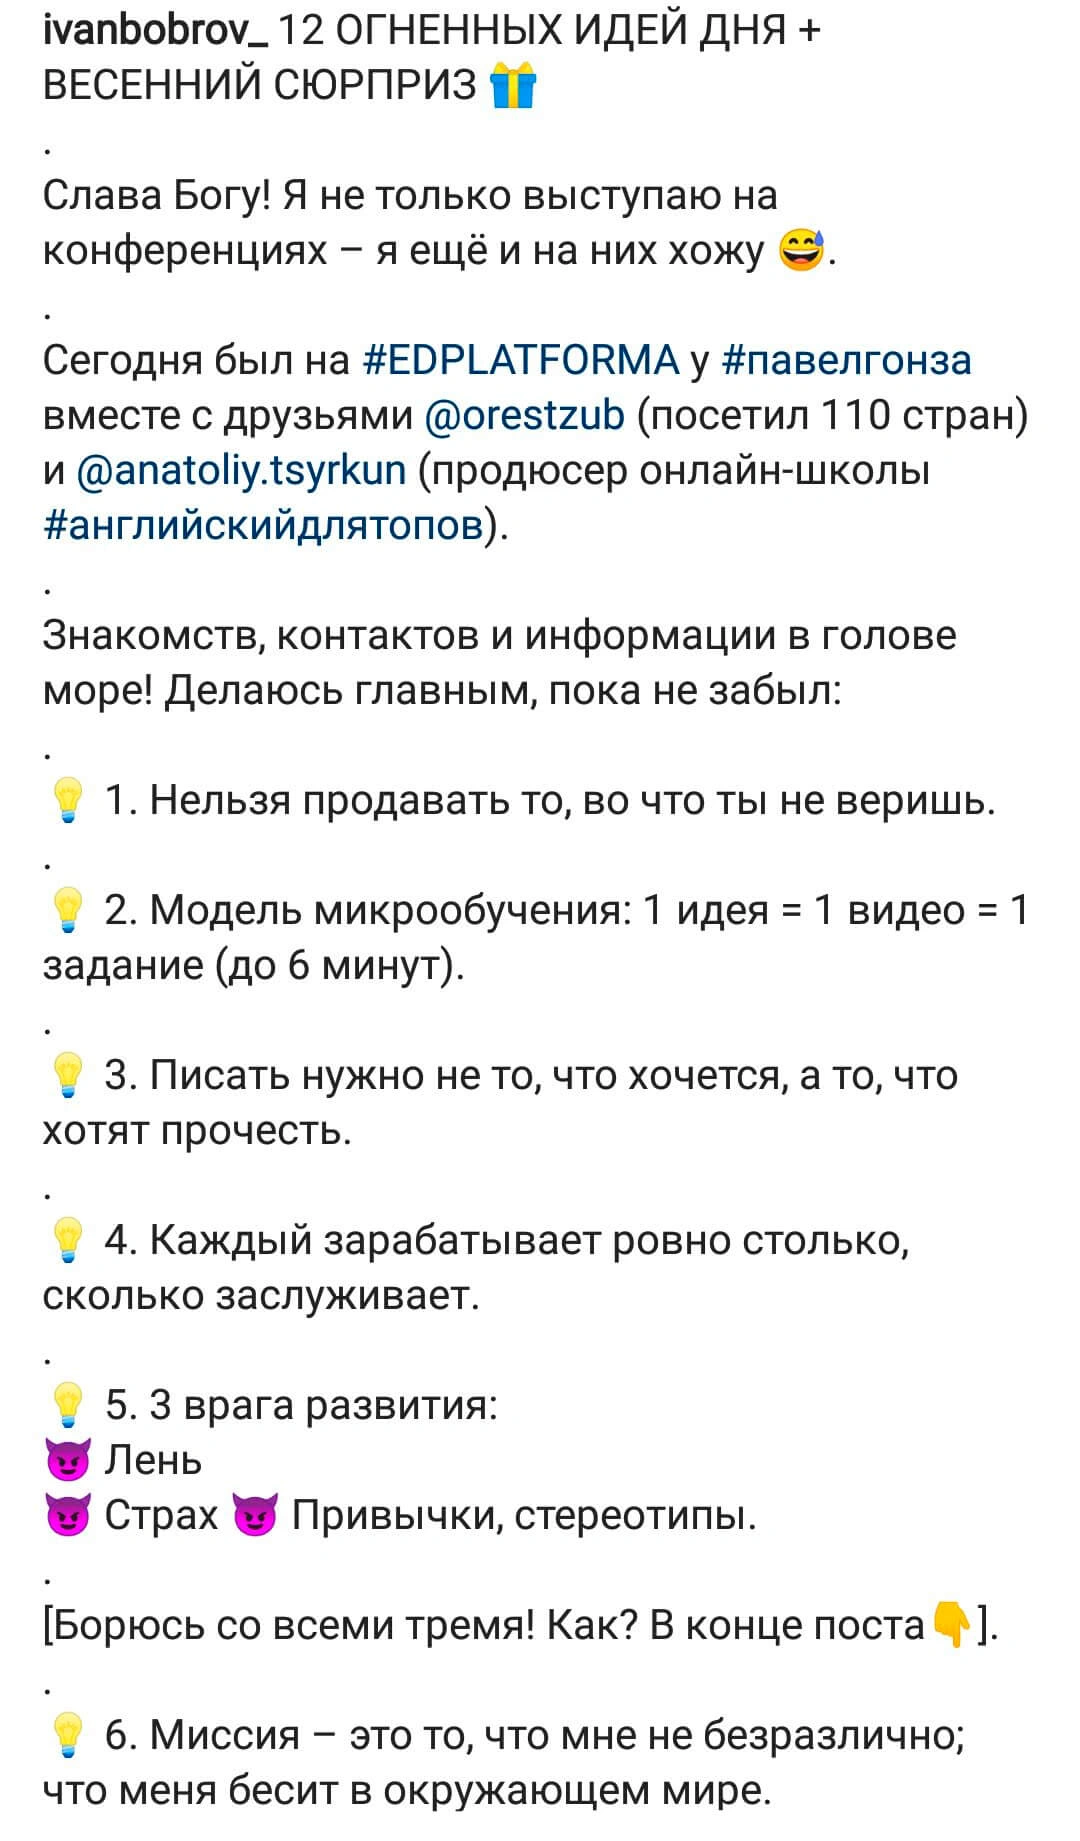 ivanbobrov_ 12 ОГНЕННЫХ ИДЕЙ ДНЯ +
ВЕСЕННИЙ СЮРПРИЗ 🎁
.
Слава Богу! Я не только выступаю на
конференциях – я ещё и на них хожу 😅.
.
Сегодня был на #EDPLATFORMA у #павелгонза
вместе с друзьями @orestzub (посетил 110 стран)
и @anatoliy.tsyrkun (продюсер онлайн-школы
#английскийдлятопов).
.
Знакомств, контактов и информации в голове
море! Делаюсь главным, пока не забыл:
.
💡 1. Нельзя продавать то, во что ты не веришь.
.
💡 2. Модель микрообучения: 1 идея = 1 видео = 1
задание (до 6 минут).
.
💡 3. Писать нужно не то, что хочется, а то, что
хотят прочесть.
.
💡 4. Каждый зарабатывает ровно столько,
сколько заслуживает.
.
💡 5. 3 врага развития:
😈 Лень
😈 Страх 😈 Привычки, стереотипы.
.
[Борюсь со всеми тремя! Как? В конце поста👇].
.
💡 6. Миссия – это то, что мне не безразлично;
что меня бесит в окружающем мире.